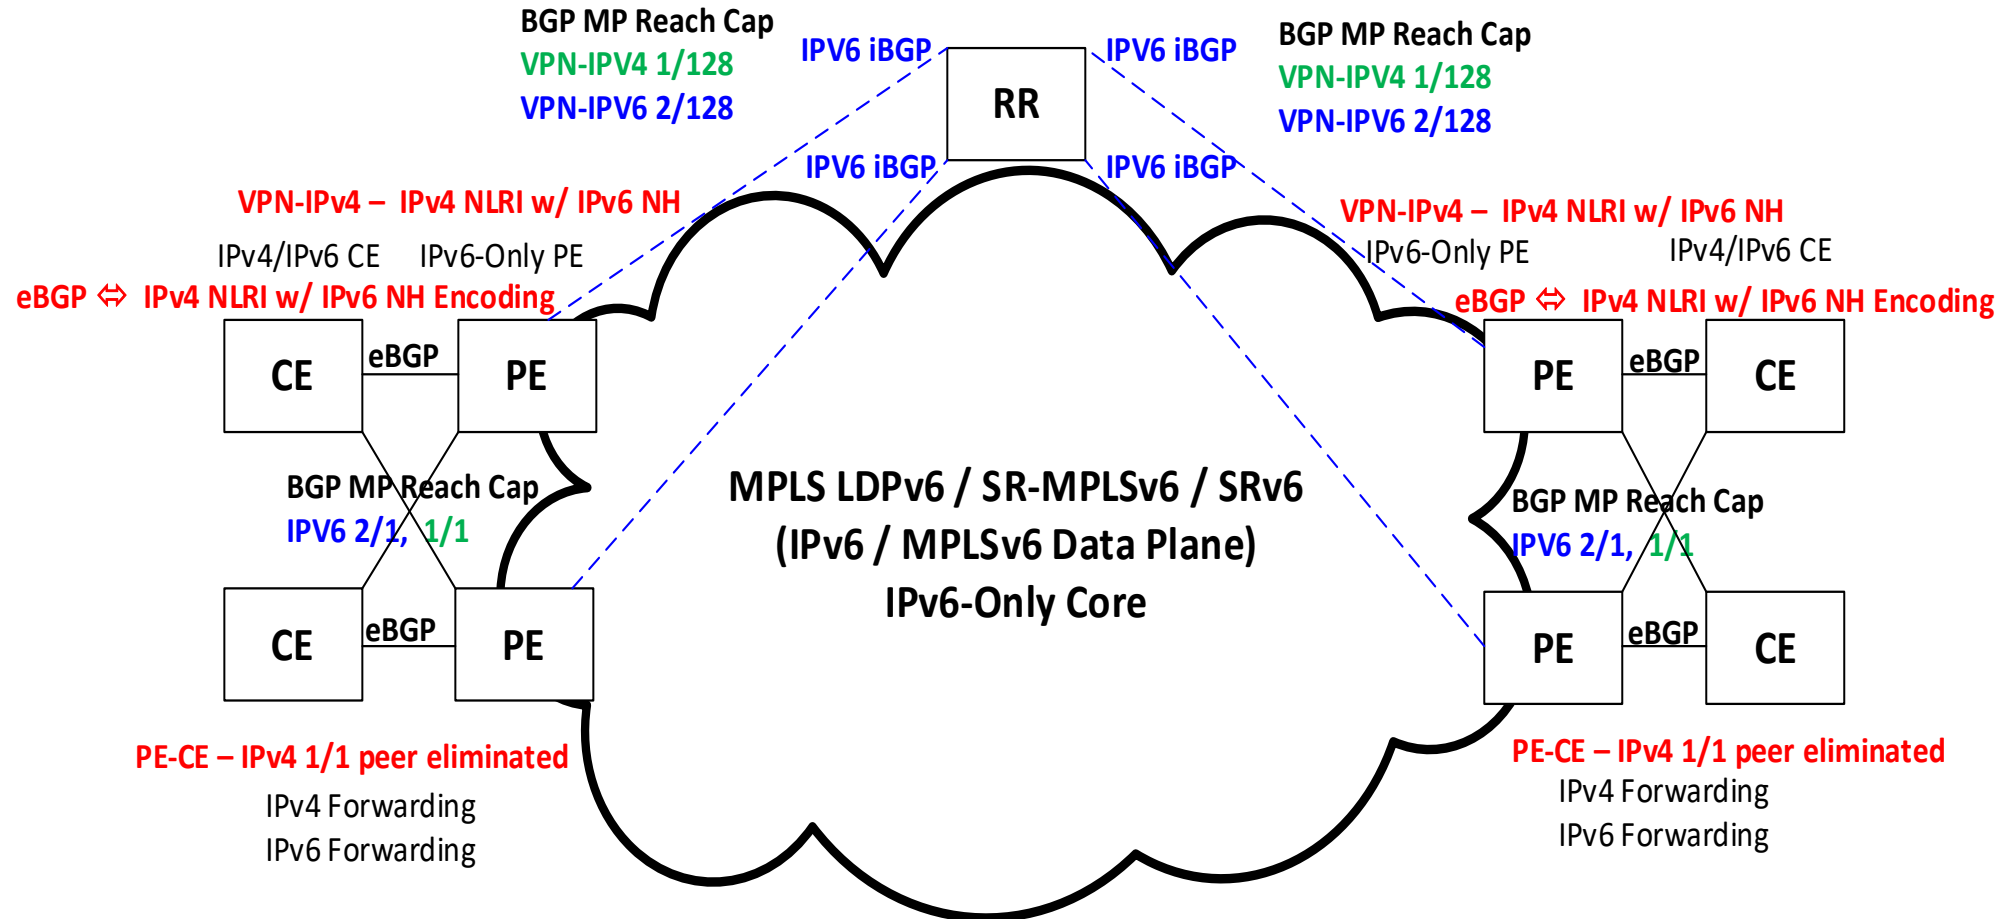 BGP MP Reach Cap
VPN-IPV4 1/128
VPN-IPV6 2/128
IPV6 iBGP
RR
IPV6 iBGP
BGP MP Reach Cap
VPN-IPV4 1/128
VPN-IPV6 2/128
IPV6 iBGP
IPV6 iBGP
VPN-IPv4 – IPv4 NLRI w/ IPv6 NH
IPv4/IPv6 CE
IPv6-Only PE
eBGP ⇔ IPv4 NLRI w/ IPv6 NH Encoding
VPN-IPv4 – IPv4 NLRI w/ IPv6 NH
IPv6-Only PE
IPv4/IPv6 CE
eBGP ⇔ IPv4 NLRI w/ IPv6 NH Encoding
CE
eBGP
PE
PE
eBGP
CE
BGP MP Reach Cap
IPV6 2/1, 1/1
MPLS LDPv6 / SR-MPLSv6 / SRv6
(IPv6 / MPLSv6 Data Plane)
IPv6-Only Core
BGP MP Reach Cap
IPV6 2/1, 1/1
CE
eBGP
PE
PE
eBGP
CE
PE-CE – IPv4 1/1 peer eliminated
IPv4 Forwarding
IPv6 Forwarding
PE-CE – IPv4 1/1 peer eliminated
IPv4 Forwarding
IPv6 Forwarding